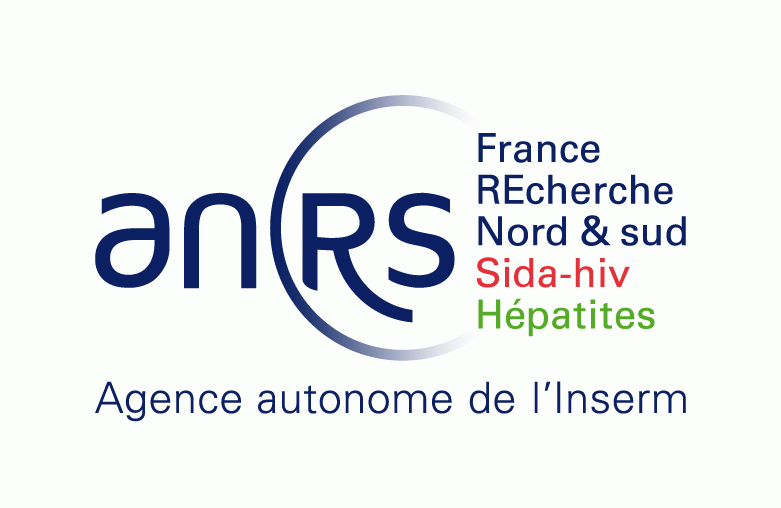 anRS
France
REcherche
Nord & sud
Sida-hiv
Hépatites
Agence autonome de l'Inserm